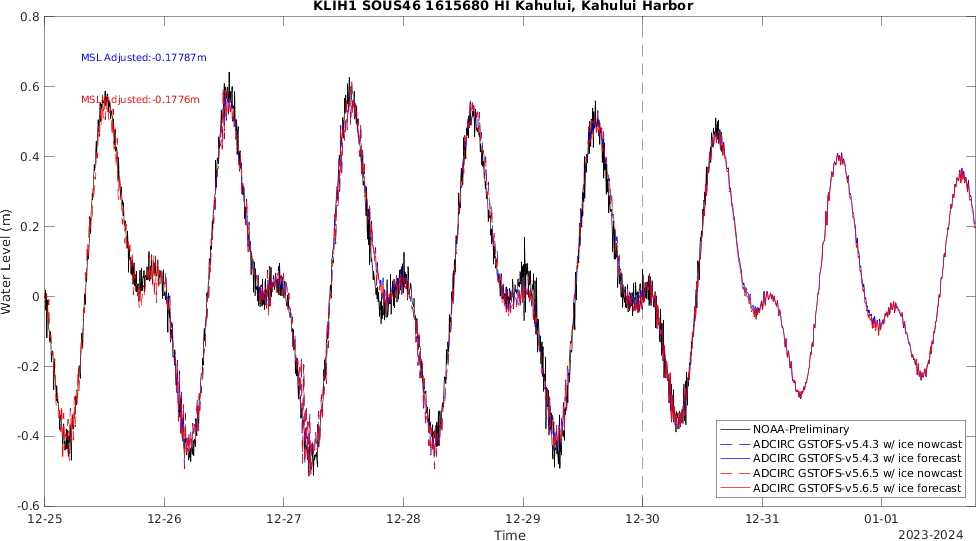 KLIH1 SOUS46 1615680 HI Kahului, Kahului Harbor
0.8
MSL Adjusted:-0.17787m
0.6
MSL Adjusted:-0.1776m
0.4
0.2
Water Level (m)
0
-0.2
-0.4
NOAA-Preliminary
ADCIRC GSTOFS-v5.4.3 w/ ice nowcast
ADCIRC GSTOFS-v5.4.3 w/ ice forecast
ADCIRC GSTOFS-v5.6.5 w/ ice nowcast
ADCIRC GSTOFS-v5.6.5 w/ ice forecast
-0.6
12-25 12-26 12-27 12-28 12-29 12-30 12-31 01-01
Time
2023-2024